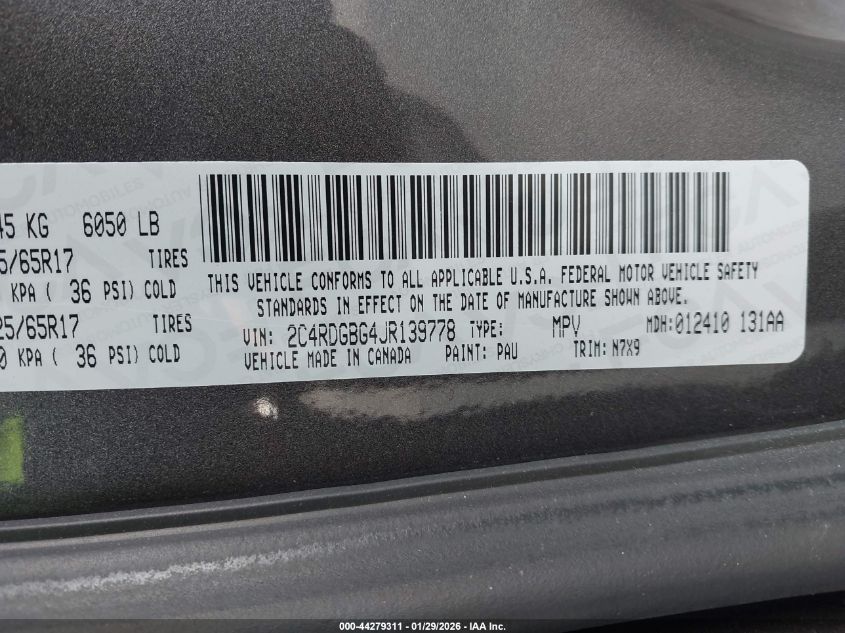 45 KG 6050 LB
5/65R17 TIRES
KPA ( 36 PSI) COLD
25/65R17 TIRES
0 KPA ( 36 PSI) COLD
THIS VEHICLE CONFORMS TO ALL APPLICABLE U.S.A. FEDERAL MOTOR VEHICLE SAFETY
STANDARDS IN EFFECT ON THE DATE OF MANUFACTURE SHOWN ABOVE.
VIN: 2C4RDGBG4JR139778 TYPE: MPV MDH:012410 131AA
VEHICLE MADE IN CANADA PAINT: PAU TRIM: N7X9
000-44279311 - 01/29/2026 - IAA Inc.